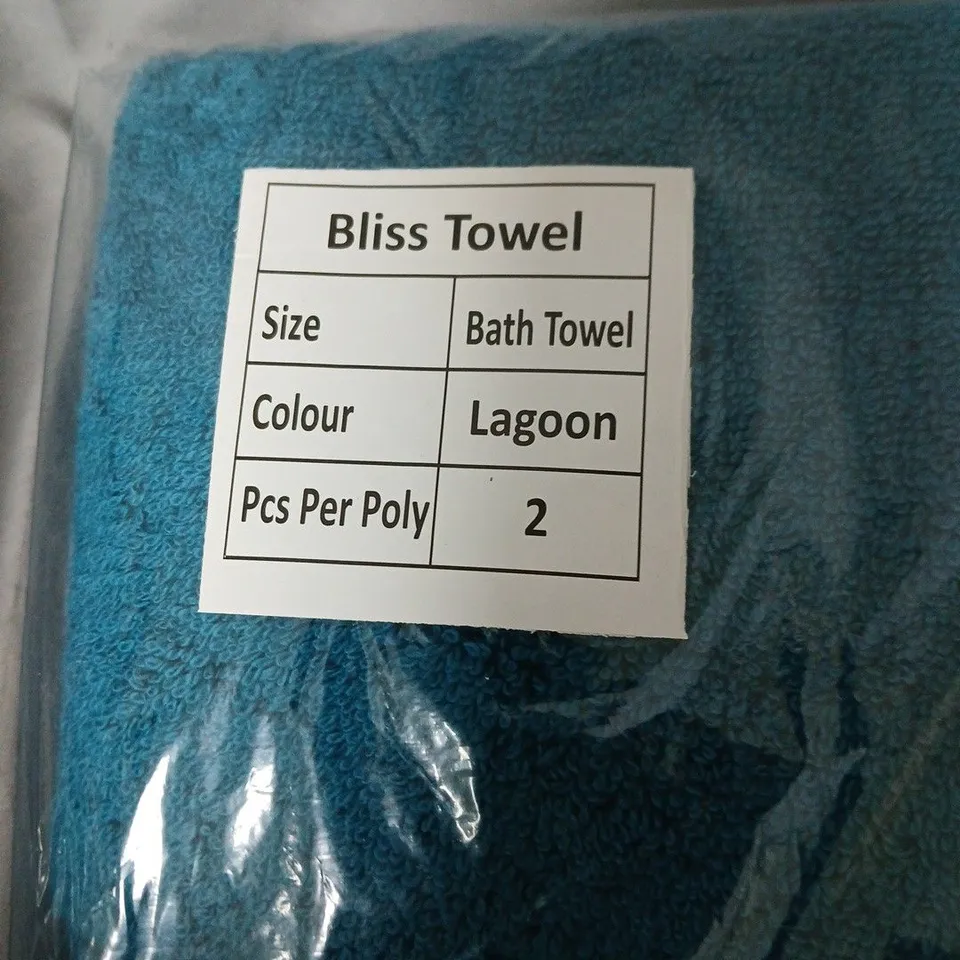 Bliss Towel
Size Bath Towel
Colour Lagoon
Pcs Per Poly 2